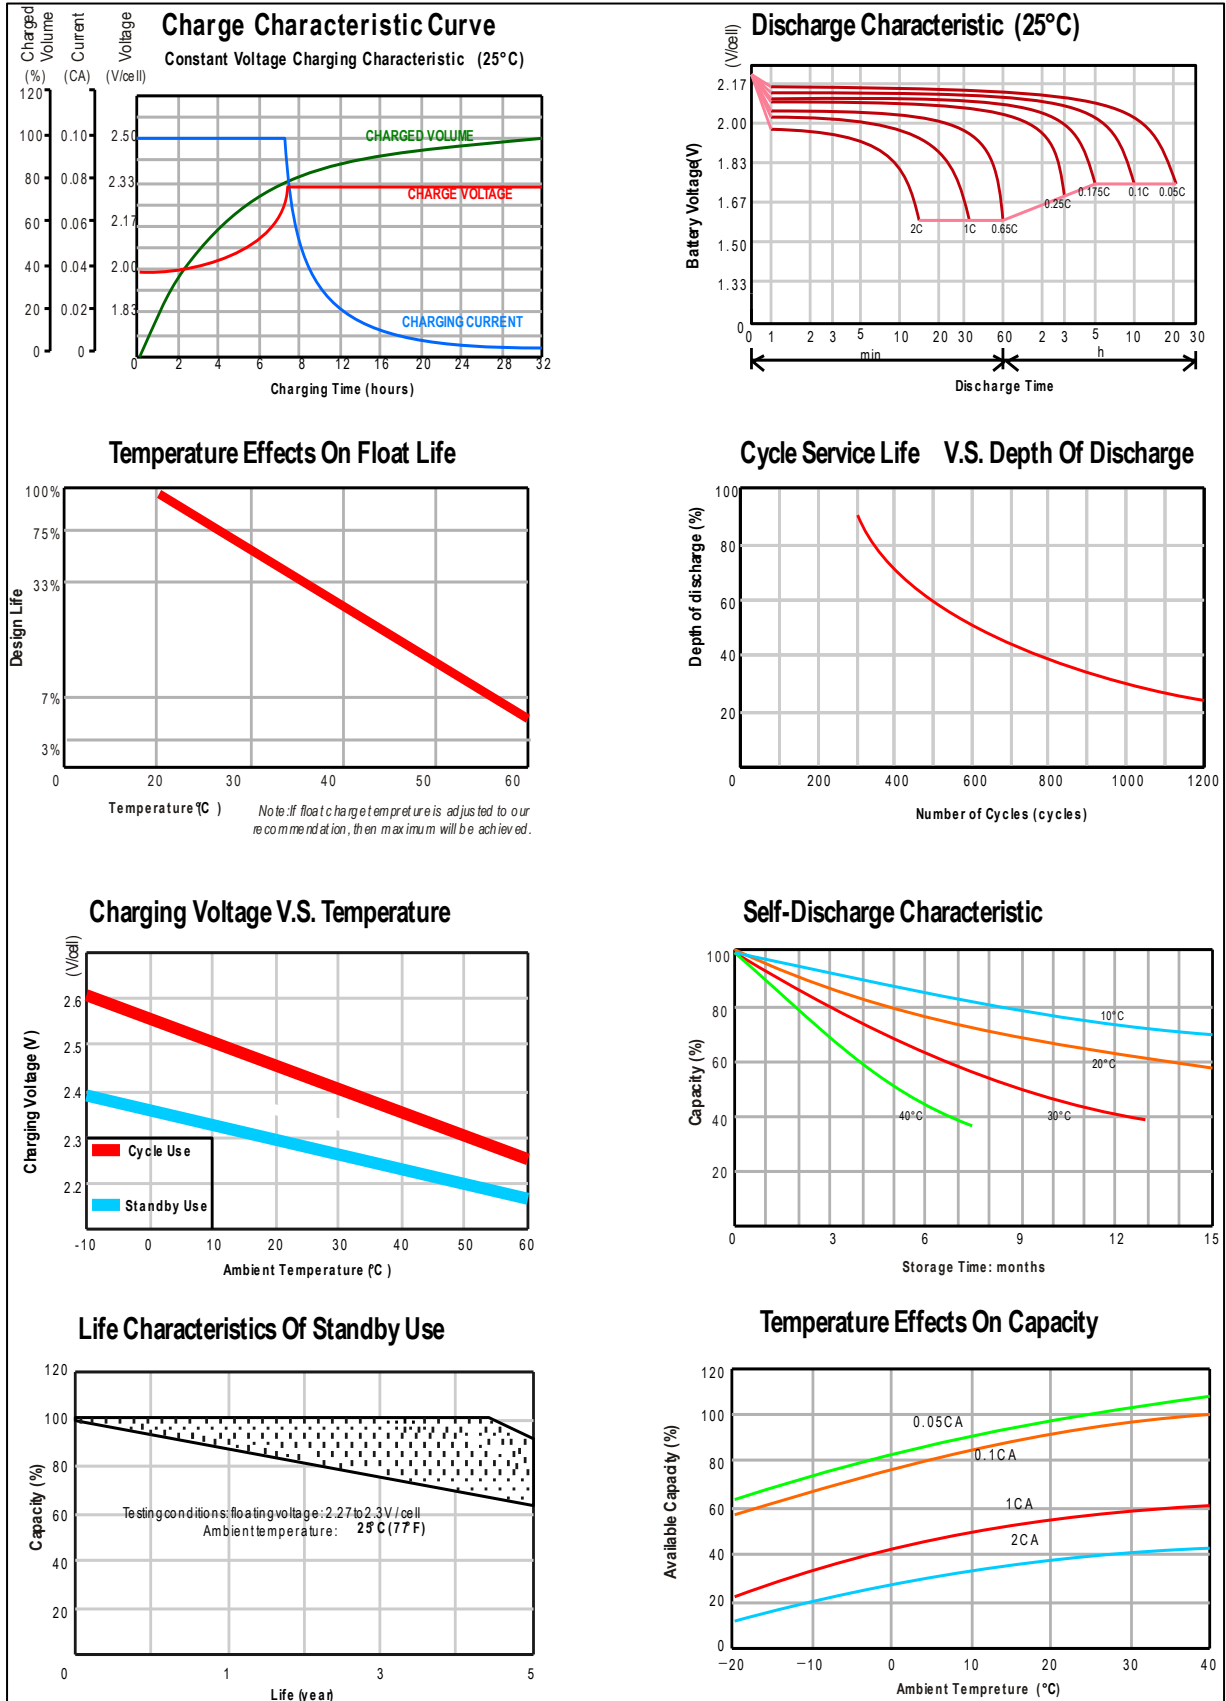 Charge Characteristic Curve
Constant Voltage Charging Characteristic (25°C)
Charged Volume Current Voltage
(%) (CA) (V/cell)
120
100 0.10 2.50
80 0.08 2.33
60 0.06 2.17
40 0.04 2.00
20 0.02 1.83
0 0
CHARGED VOLUME
CHARGE VOLTAGE
CHARGING CURRENT
0 2 4 6 8 12 16 20 24 28 32
Charging Time (hours)
Discharge Characteristic (25°C)
(V/cell)
Battery Voltage(V)
2.17
2.00
1.83
1.67
1.50
1.33
0
2C 1C 0.65C 0.25C 0.175C 0.1C 0.05C
0 1 2 3 5 10 20 30 60 2 3 5 10 20 30
min h
Discharge Time
Temperature Effects On Float Life
Design Life
100%
75%
33%
7%
3%
0 20 30 40 50 60
Temperature(°C )
Note:If float charge tempreture is adjusted to our
recommendation, then maximum will be achieved.
Cycle Service Life V.S. Depth Of Discharge
Depth of discharge (%)
100
80
60
40
20
0 200 400 600 800 1000 1200
Number of Cycles (cycles)
Charging Voltage V.S. Temperature
(V/cell)
Charging Voltage (V)
2.6
2.5
2.4
2.3
2.2
Cycle Use
Standby Use
-10 0 10 20 30 40 50 60
Ambient Temperature (°C )
Self-Discharge Characteristic
Capacity (%)
100
80
60
40
20
10°C
20°C
30°C
40°C
0 3 6 9 12 15
Storage Time: months
Life Characteristics Of Standby Use
Capacity (%)
120
100
80
60
40
20
Testing conditions: floating voltage: 2.27 to 2.3V / cell
Ambient temperature: 25°C (77°F)
0 1 3 5
Life (year)
Temperature Effects On Capacity
Available Capacity (%)
120
100
80
60
40
20
0
0.05CA
0.1CA
1CA
2CA
−20 −10 0 10 20 30 40
Ambient Tempreture (°C)